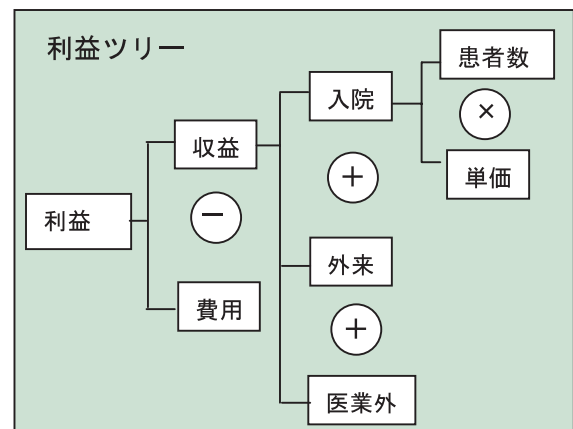 利益ツリー
患者数
×
入院
単価
収益
+
利益
−
外来
費用
+
医業外